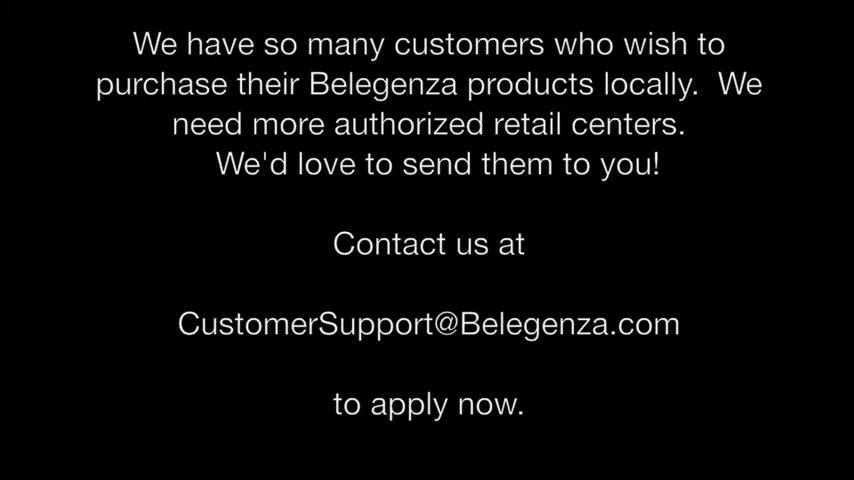 We have so many customers who wish to
purchase their Belegenza products locally.  We
need more authorized retail centers.
We'd love to send them to you!
Contact us at
CustomerSupport@Belegenza.com
to apply now.